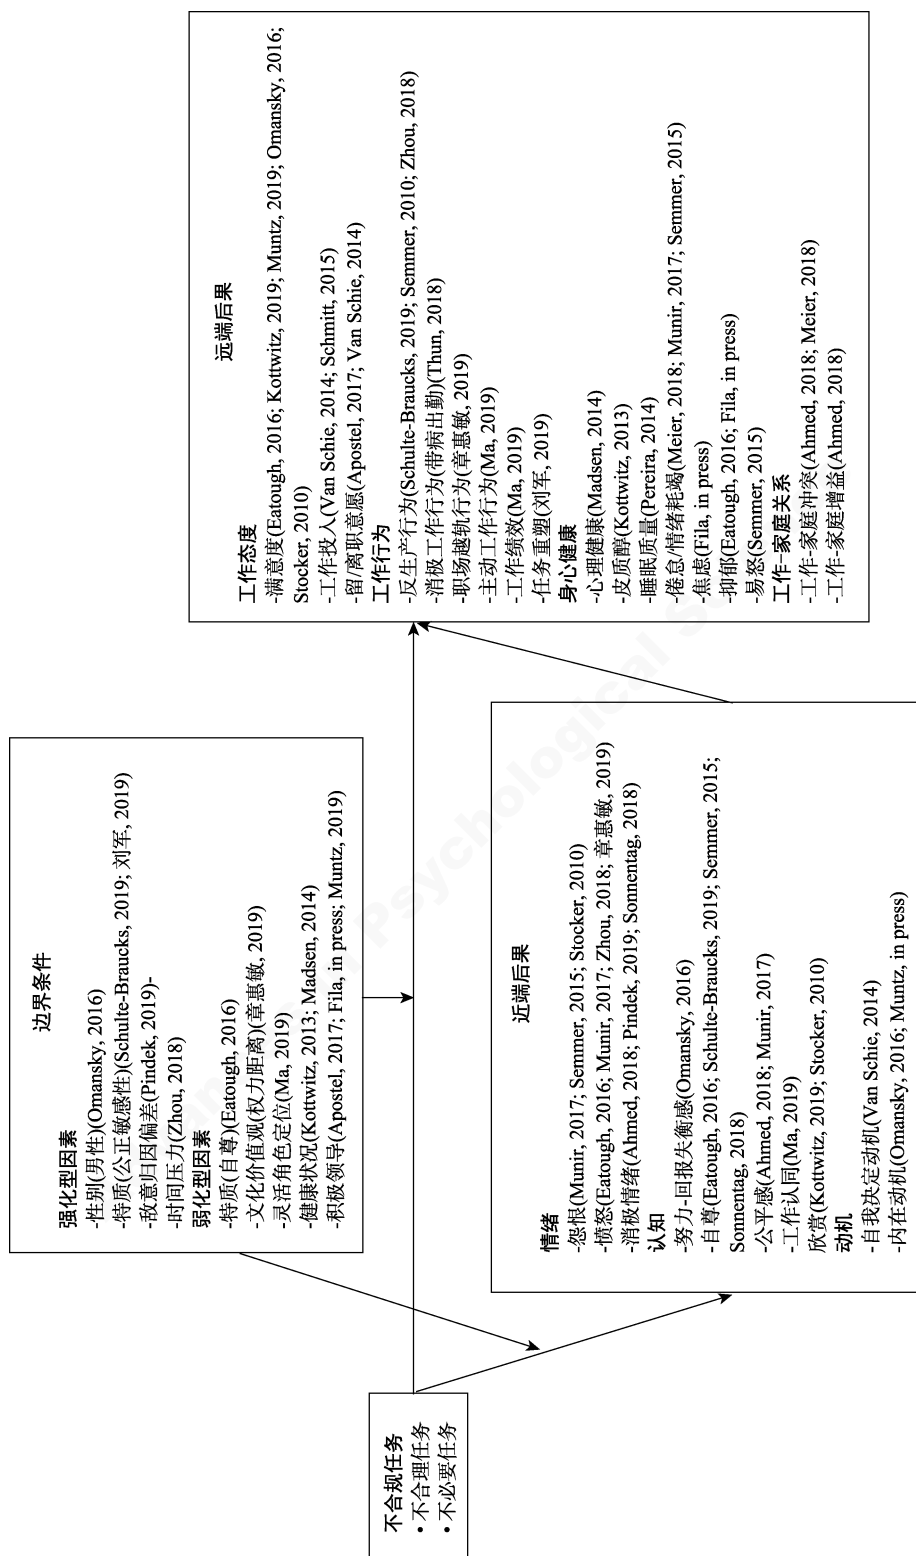 不合规任务
• 不合理任务
• 不必要任务
边界条件
强化型因素
-性别(男性)(Omansky, 2016)
-特质(公正敏感性)(Schulte-Braucks, 2019; 刘军, 2019)
-敌意归因偏差(Pindek, 2019)-
-时间压力(Zhou, 2018)
弱化型因素
-特质(自尊)(Eatough, 2016)
-文化价值观(权力距离)(章惠敏, 2019)
-灵活角色定位(Ma, 2019)
-健康状况(Kottwitz, 2013; Madsen, 2014)
-积极领导(Apostel, 2017; Fila, in press; Muntz, 2019)
近端后果
情绪
-怨恨(Munir, 2017; Semmer, 2015; Stocker, 2010)
-愤怒(Eatough, 2016; Munir, 2017; Zhou, 2018; 章惠敏, 2019)
-消极情绪(Ahmed, 2018; Pindek, 2019; Sonnentag, 2018)
认知
-努力-回报失衡感(Omansky, 2016)
-自尊(Eatough, 2016; Schulte-Braucks, 2019; Semmer, 2015;
Sonnentag, 2018)
-公平感(Ahmed, 2018; Munir, 2017)
-工作认同(Ma, 2019)
欣赏(Kottwitz, 2019; Stocker, 2010)
动机
-自我决定动机(Van Schie, 2014)
-内在动机(Omansky, 2016; Muntz, in press)
远端后果
工作态度
-满意度(Eatough, 2016; Kottwitz, 2019; Muntz, 2019; Omansky, 2016;
Stocker, 2010)
-工作投入(Van Schie, 2014; Schmitt, 2015)
-留/离职意愿(Apostel, 2017; Van Schie, 2014)
工作行为
-反生产行为(Schulte-Braucks, 2019; Semmer, 2010; Zhou, 2018)
-消极工作行为(带病出勤)(Thun, 2018)
-职场越轨行为(章惠敏, 2019)
-主动工作行为(Ma, 2019)
-工作绩效(Ma, 2019)
-任务重塑(刘军, 2019)
身心健康
-心理健康(Madsen, 2014)
-皮质醇(Kottwitz, 2013)
-睡眠质量(Pereira, 2014)
-倦怠/情绪耗竭(Meier, 2018; Munir, 2017; Semmer, 2015)
-焦虑(Fila, in press)
-抑郁(Eatough, 2016; Fila, in press)
-易怒(Semmer, 2015)
工作-家庭关系
-工作-家庭冲突(Ahmed, 2018; Meier, 2018)
-工作-家庭增益(Ahmed, 2018)